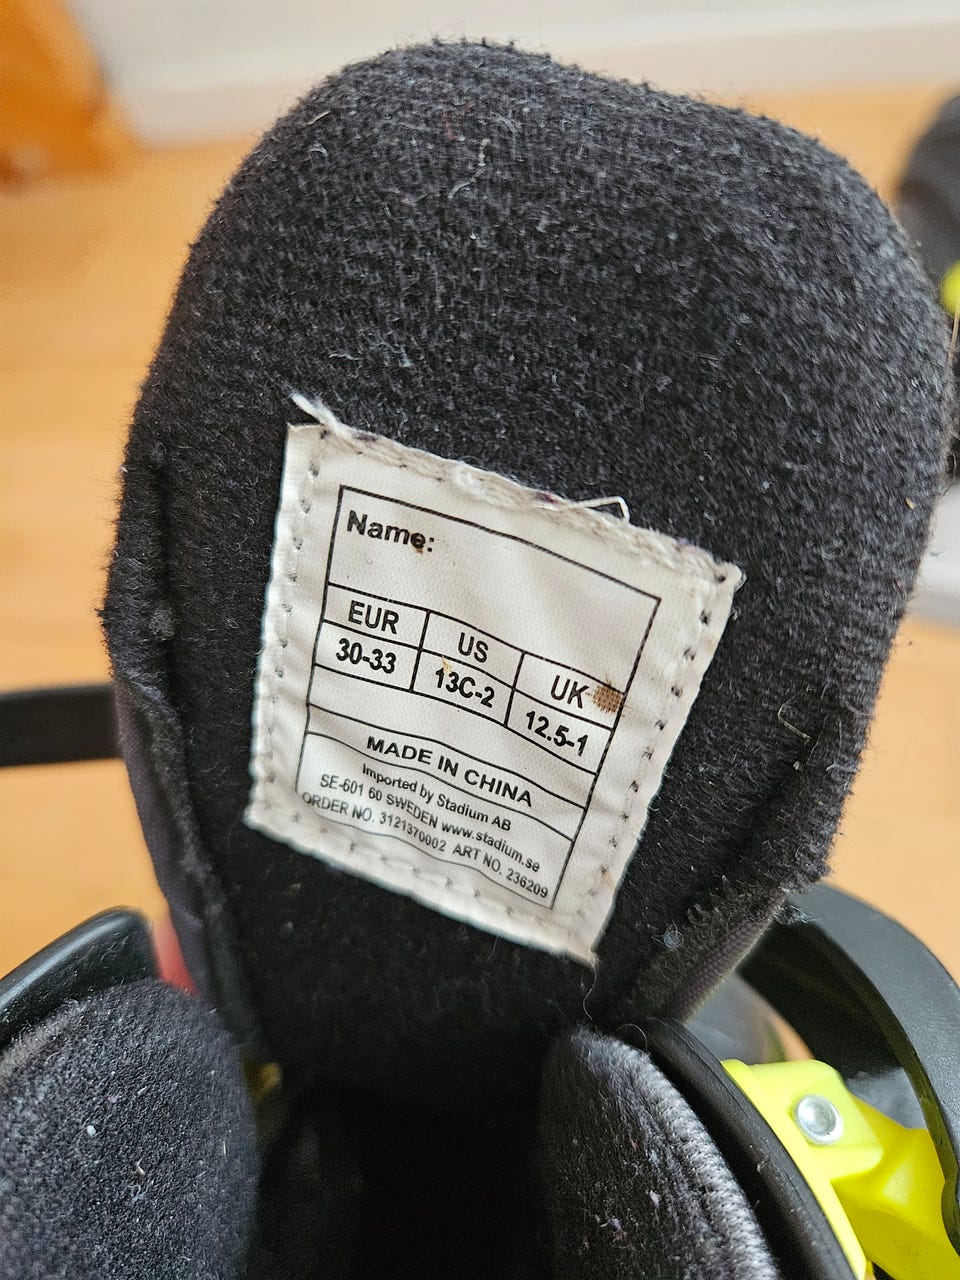 Name:
EUR US UK
30-33 13C-2 12.5-1
MADE IN CHINA
Imported by Stadium AB
SE-601 60 SWEDEN www.stadium.se
ORDER NO. 3121370002 ART NO. 236209